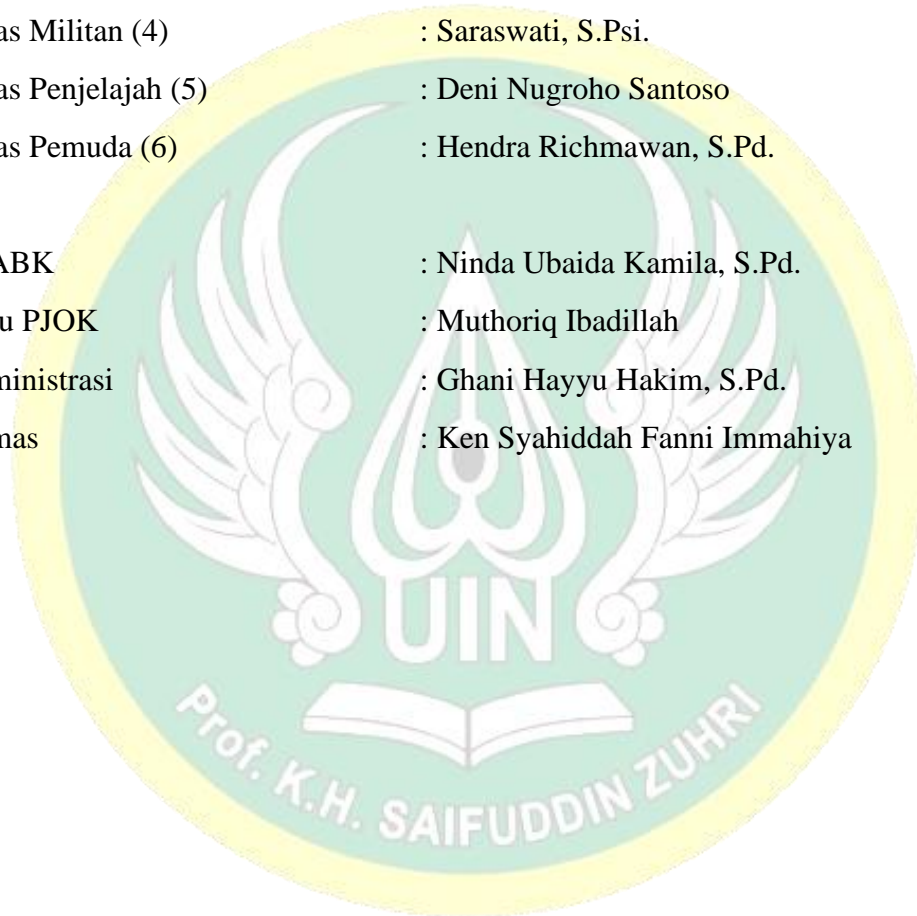 as Militan (4) : Saraswati, S.Psi.
as Penjelajah (5) : Deni Nugroho Santoso
as Pemuda (6) : Hendra Richmawan, S.Pd.
ABK : Ninda Ubaida Kamila, S.Pd.
u PJOK : Muthoriq Ibadillah
ministrasi : Ghani Hayyu Hakim, S.Pd.
mas : Ken Syahiddah Fanni Immahiya
UIN
Prof. K.H. SAIFUDDIN ZUHRI